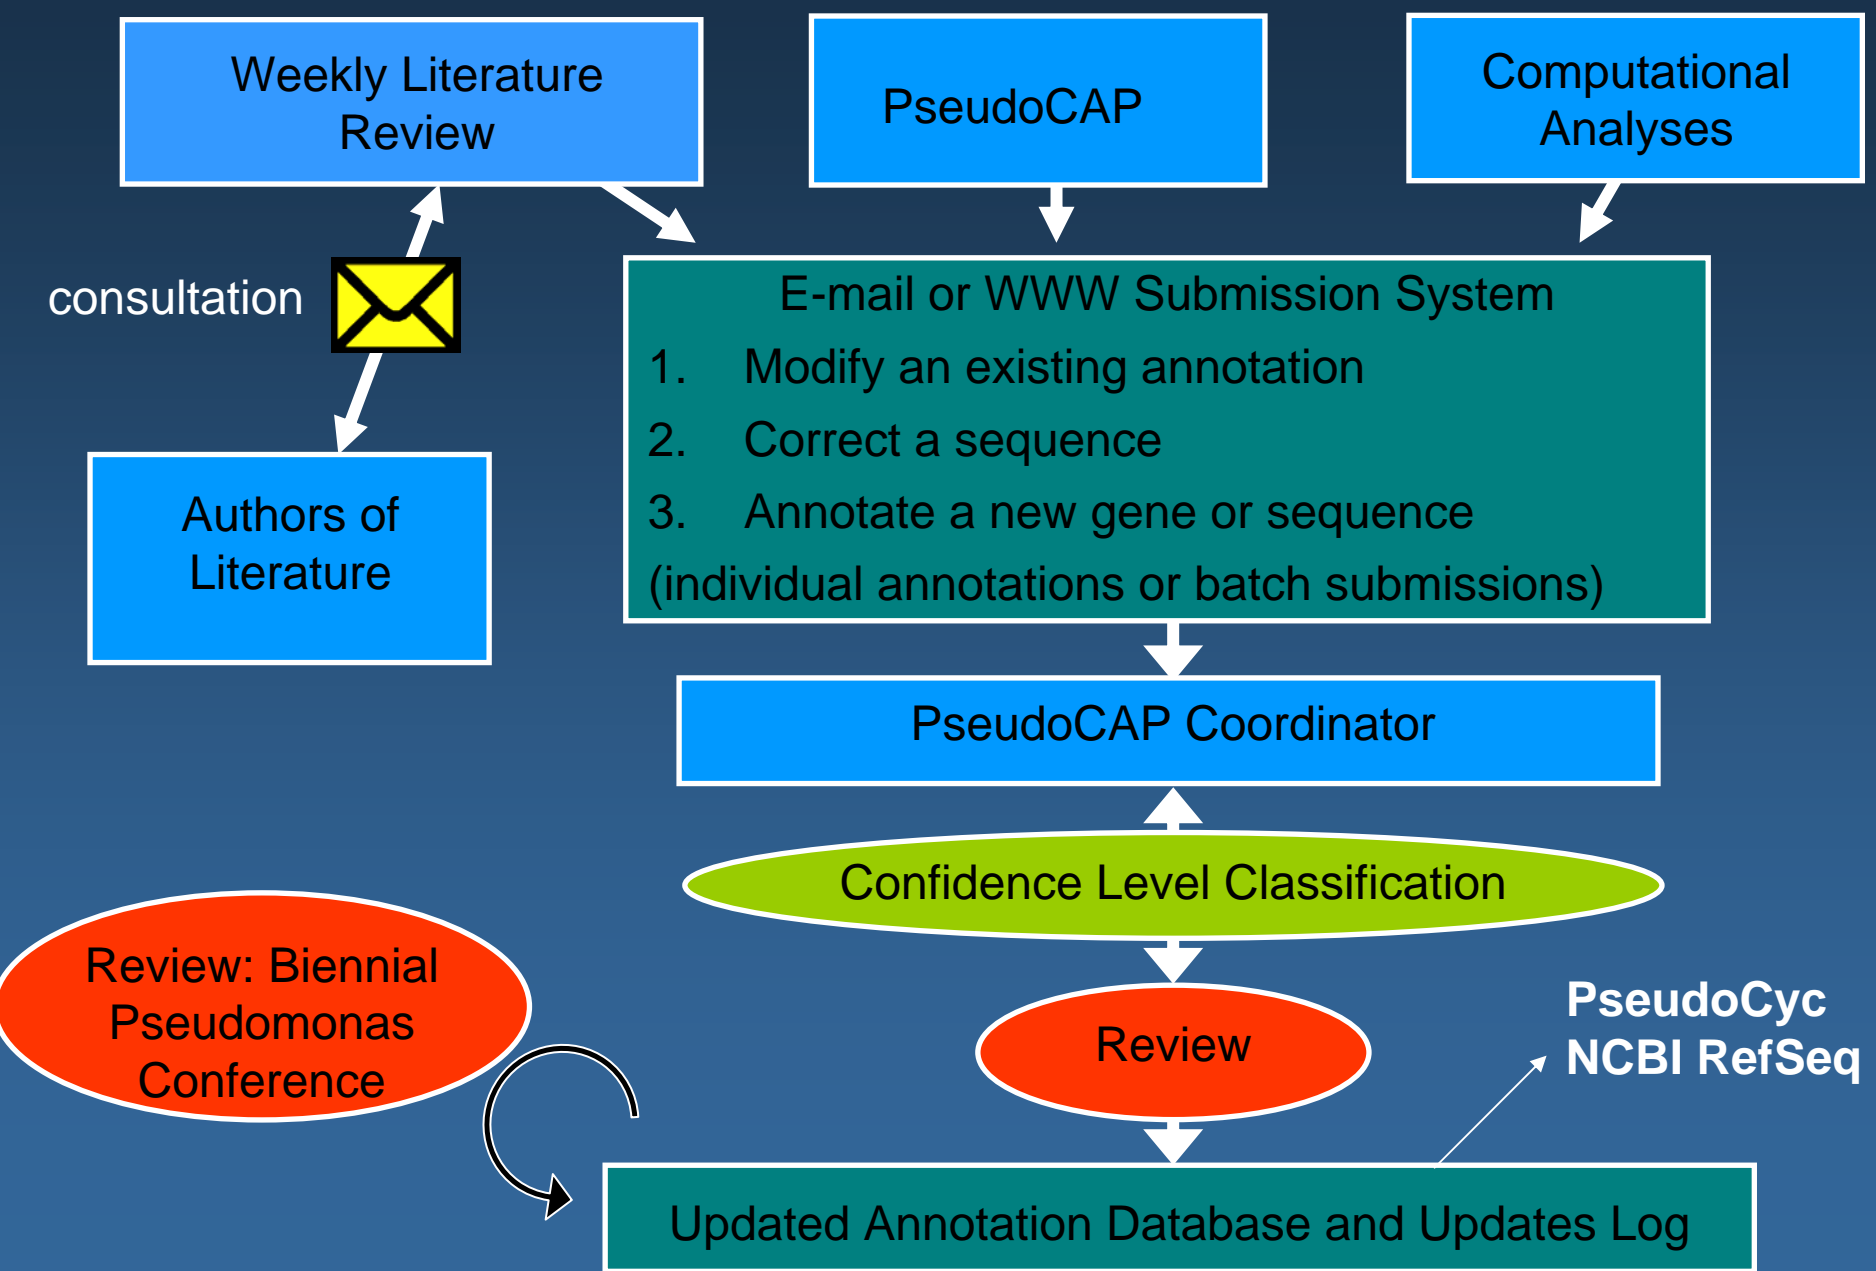 Weekly Literature
Review
PseudoCAP
Computational
Analyses
consultation
E-mail or WWW Submission System
1. Modify an existing annotation
2. Correct a sequence
3. Annotate a new gene or sequence
(individual annotations or batch submissions)
Authors of
Literature
PseudoCAP Coordinator
Confidence Level Classification
Review: Biennial
Pseudomonas
Conference
Review
PseudoCyc
NCBI RefSeq
Updated Annotation Database and Updates Log